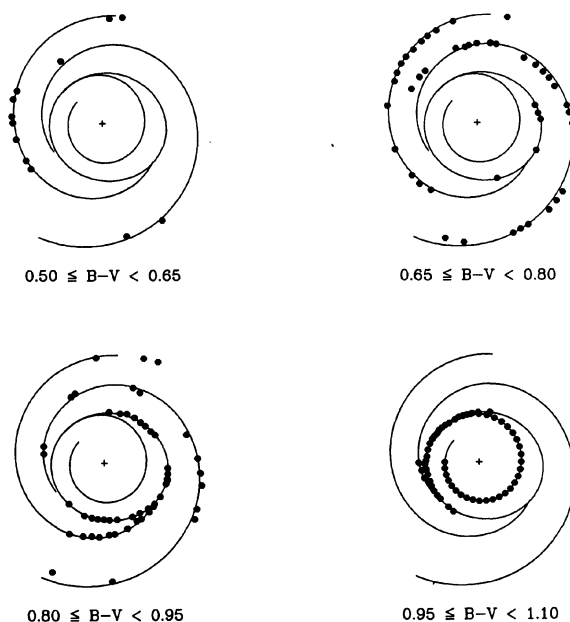 0.50 ≦ B−V < 0.65
0.65 ≦ B−V < 0.80
0.80 ≦ B−V < 0.95
0.95 ≦ B−V < 1.10